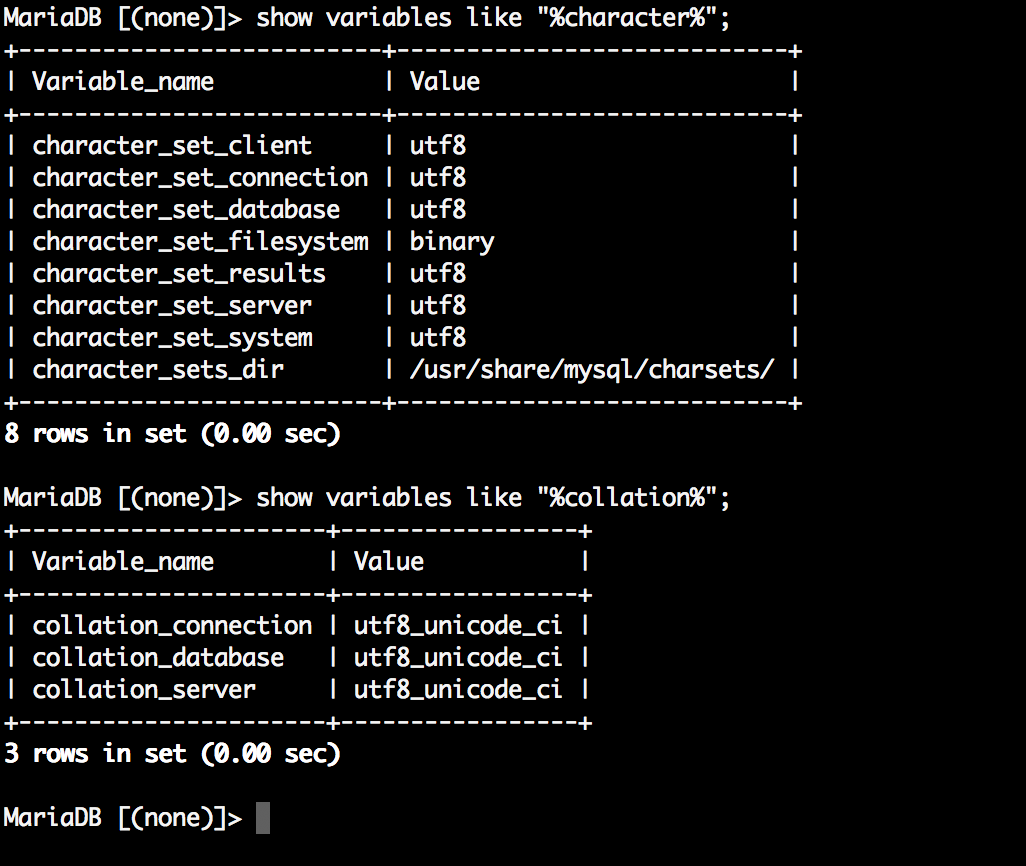 MariaDB [(none)]> show variables like "%character%";
+--------------------------+----------------------------+
| Variable_name            | Value                      |
+--------------------------+----------------------------+
| character_set_client     | utf8                       |
| character_set_connection | utf8                       |
| character_set_database   | utf8                       |
| character_set_filesystem | binary                     |
| character_set_results    | utf8                       |
| character_set_server     | utf8                       |
| character_set_system     | utf8                       |
| character_sets_dir       | /usr/share/mysql/charsets/ |
+--------------------------+----------------------------+
8 rows in set (0.00 sec)

MariaDB [(none)]> show variables like "%collation%";
+----------------------+-----------------+
| Variable_name        | Value           |
+----------------------+-----------------+
| collation_connection | utf8_unicode_ci |
| collation_database   | utf8_unicode_ci |
| collation_server     | utf8_unicode_ci |
+----------------------+-----------------+
3 rows in set (0.00 sec)

MariaDB [(none)]>